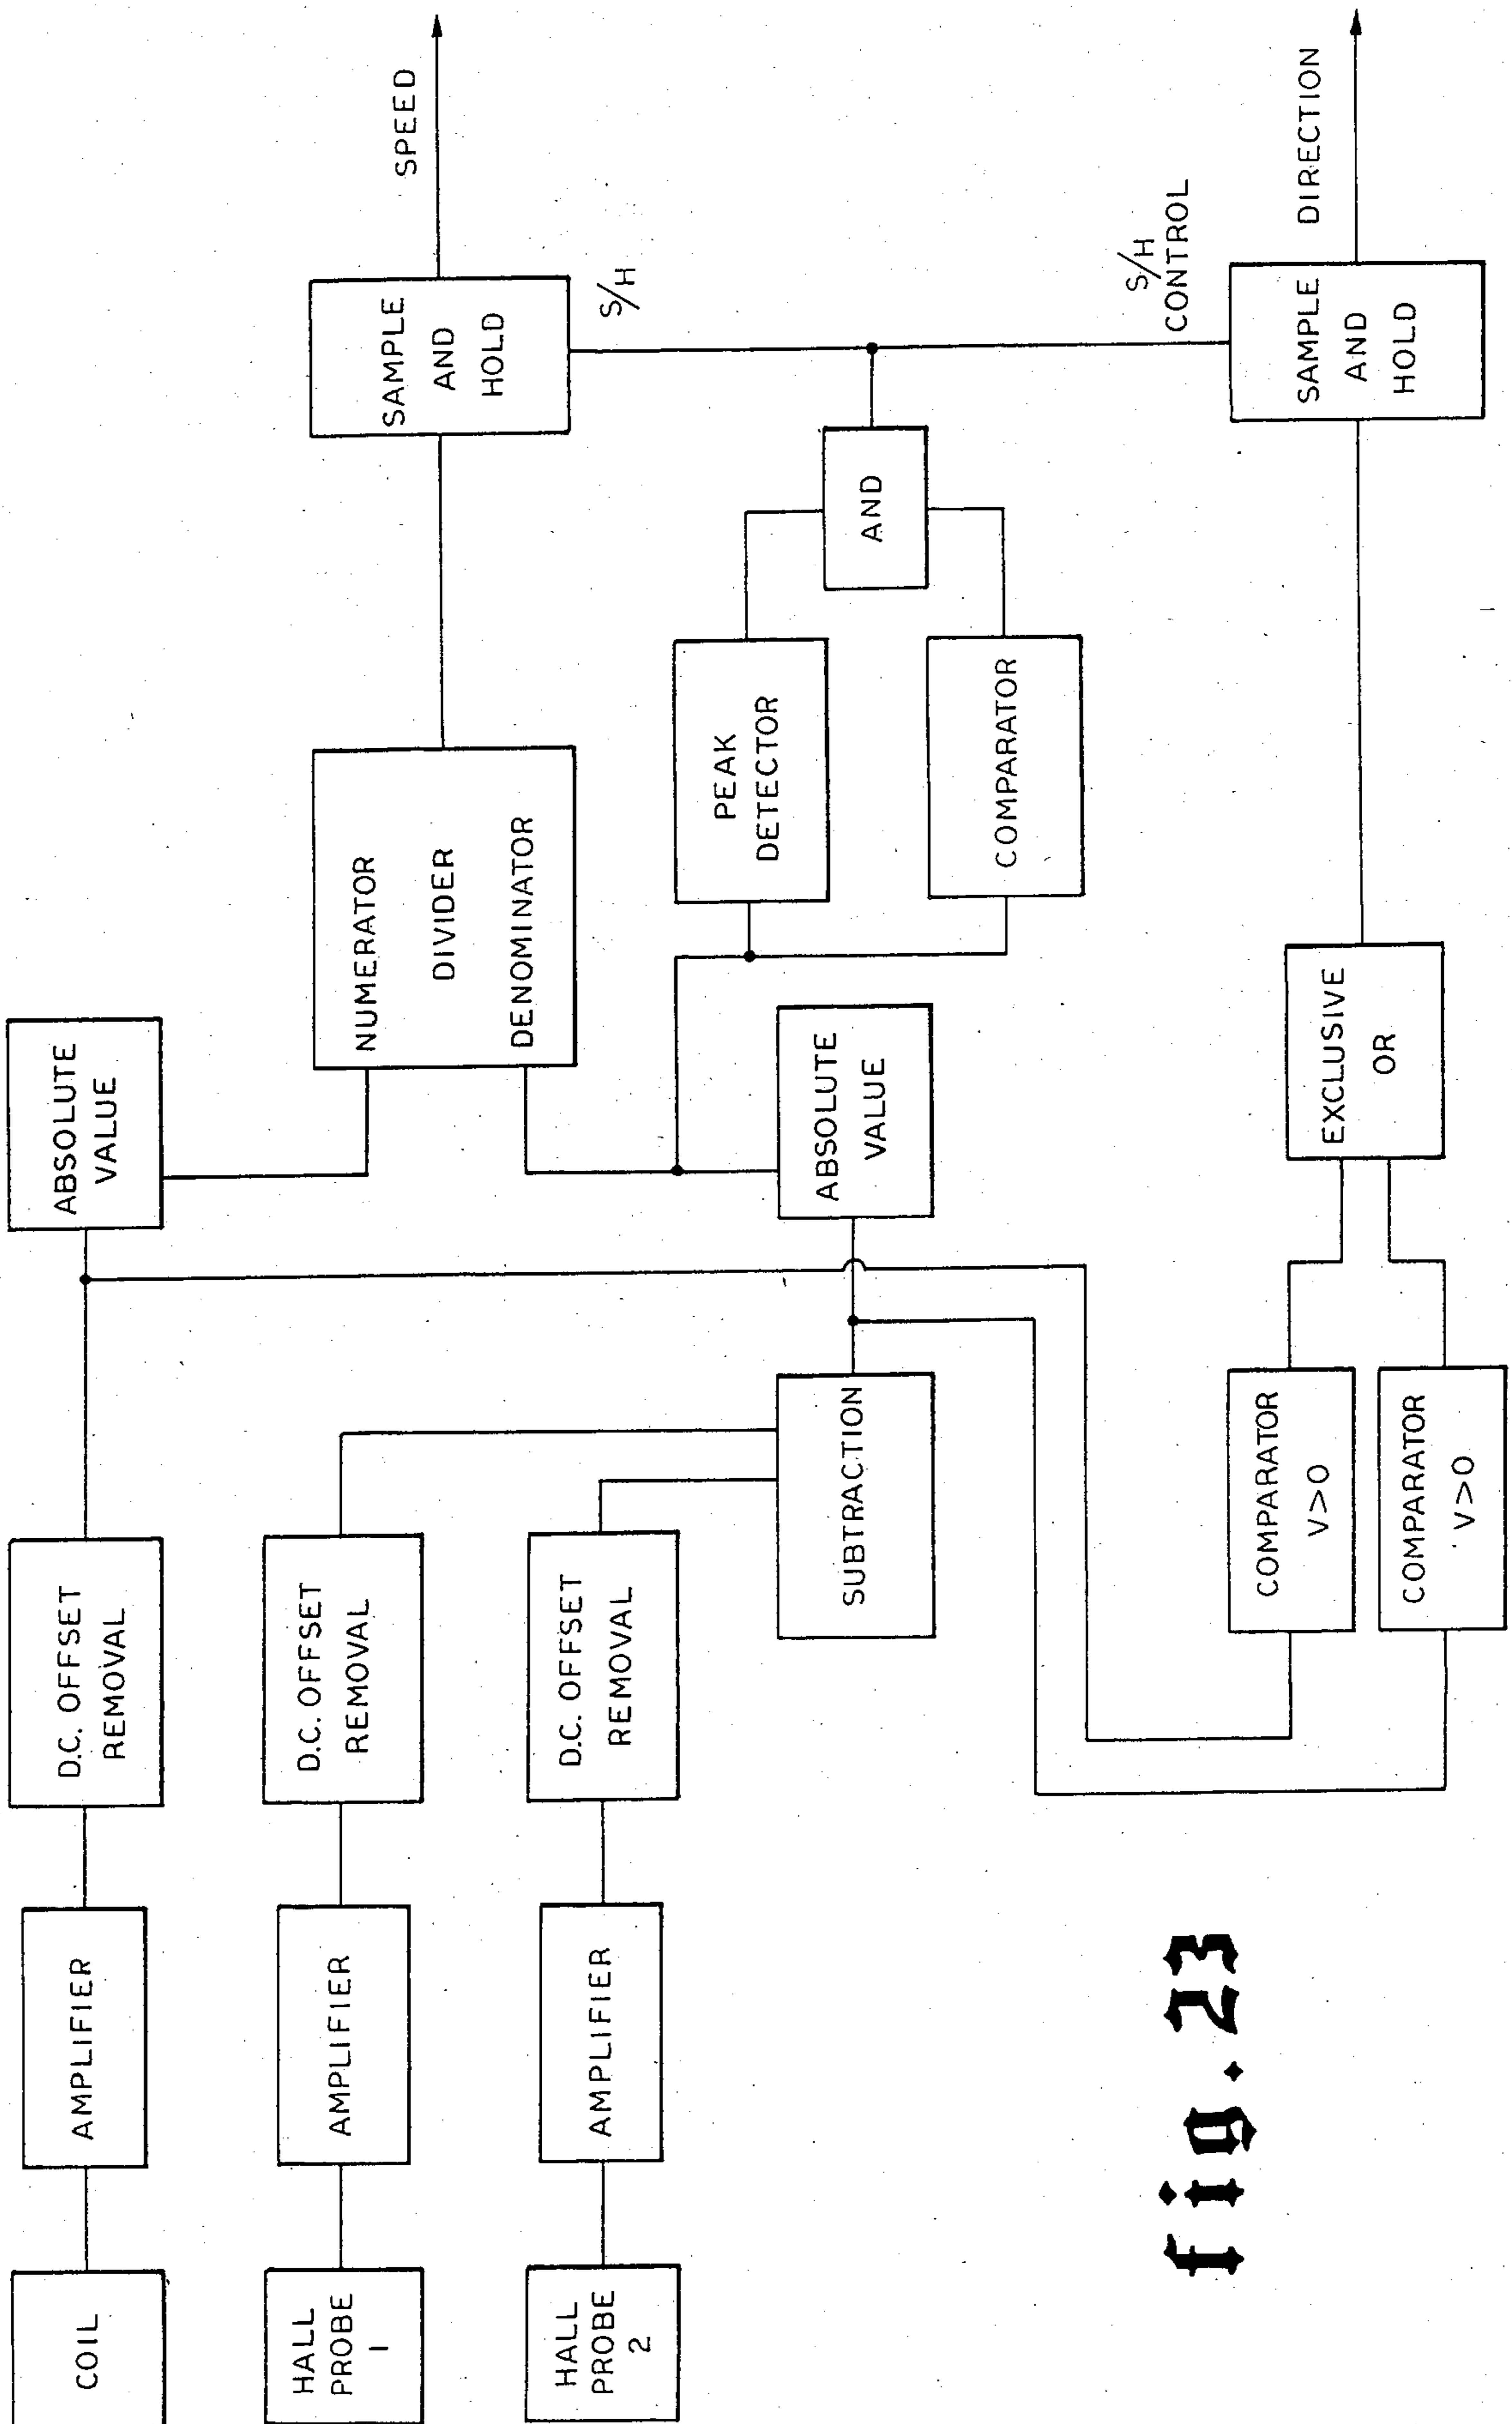 COIL
AMPLIFIER
D.C. OFFSET
REMOVAL
ABSOLUTE
VALUE
HALL
PROBE
1
AMPLIFIER
D.C. OFFSET
REMOVAL
HALL
PROBE
2
AMPLIFIER
D.C. OFFSET
REMOVAL
SUBTRACTION
ABSOLUTE
VALUE
NUMERATOR
DIVIDER
DENOMINATOR
SAMPLE
AND
HOLD
SPEED
S/H
PEAK
DETECTOR
COMPARATOR
AND
S/H
CONTROL
COMPARATOR
V>0
COMPARATOR
V>0
EXCLUSIVE
OR
SAMPLE
AND
HOLD
DIRECTION
fig.23